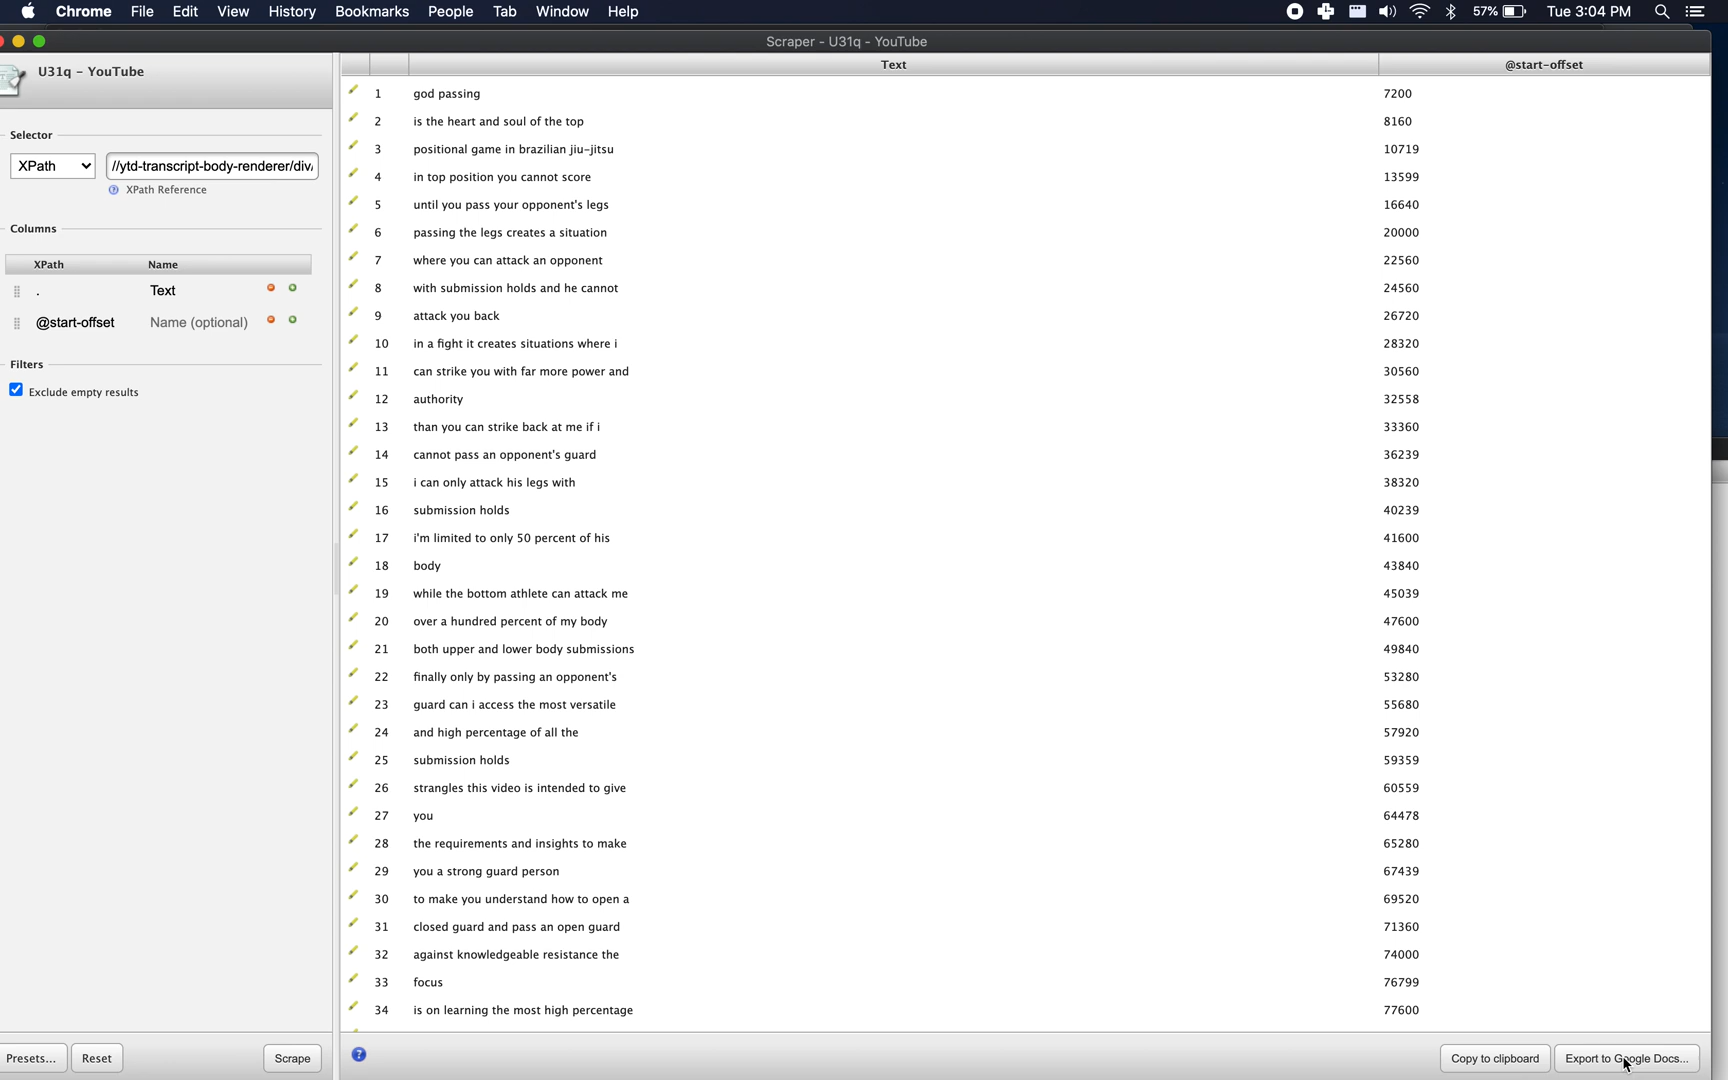 Chrome File Edit View History Bookmarks People Tab Window Help 57% Tue 3:04 PM
Scraper - U31q - YouTube
U31q - YouTube
Selector
XPath //ytd-transcript-body-renderer/div/
? XPath Reference
Columns
XPath Name
. Text
@start-offset Name (optional)
Filters
Exclude empty results
Presets... Reset Scrape
Text @start-offset
1 god passing 7200
2 is the heart and soul of the top 8160
3 positional game in brazilian jiu-jitsu 10719
4 in top position you cannot score 13599
5 until you pass your opponent's legs 16640
6 passing the legs creates a situation 20000
7 where you can attack an opponent 22560
8 with submission holds and he cannot 24560
9 attack you back 26720
10 in a fight it creates situations where i 28320
11 can strike you with far more power and 30560
12 authority 32558
13 than you can strike back at me if i 33360
14 cannot pass an opponent's guard 36239
15 i can only attack his legs with 38320
16 submission holds 40239
17 i'm limited to only 50 percent of his 41600
18 body 43840
19 while the bottom athlete can attack me 45039
20 over a hundred percent of my body 47600
21 both upper and lower body submissions 49840
22 finally only by passing an opponent's 53280
23 guard can i access the most versatile 55680
24 and high percentage of all the 57920
25 submission holds 59359
26 strangles this video is intended to give 60559
27 you 64478
28 the requirements and insights to make 65280
29 you a strong guard person 67439
30 to make you understand how to open a 69520
31 closed guard and pass an open guard 71360
32 against knowledgeable resistance the 74000
33 focus 76799
34 is on learning the most high percentage 77600
? Copy to clipboard Export to Google Docs...